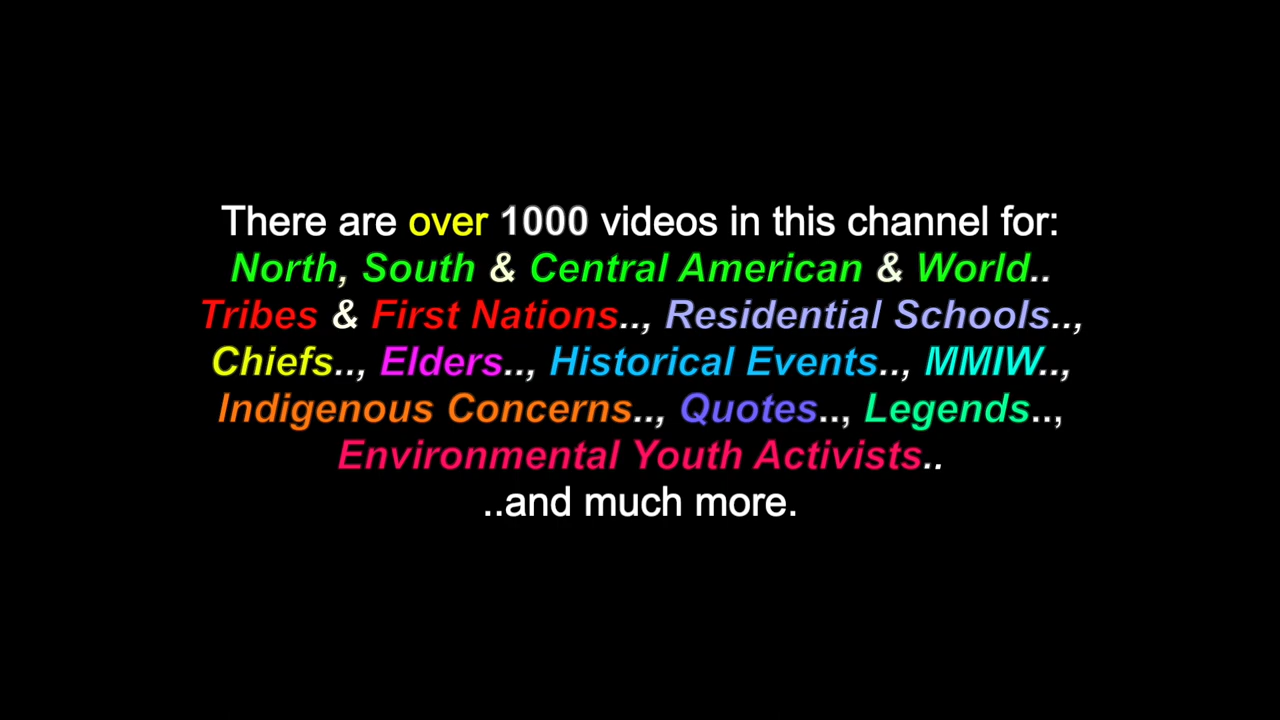 There are over 1000 videos in this channel for:
North, South & Central American & World..
Tribes & First Nations.., Residential Schools..,
Chiefs.., Elders.., Historical Events.., MMIW..,
Indigenous Concerns.., Quotes.., Legends..,
Environmental Youth Activists..
..and much more.